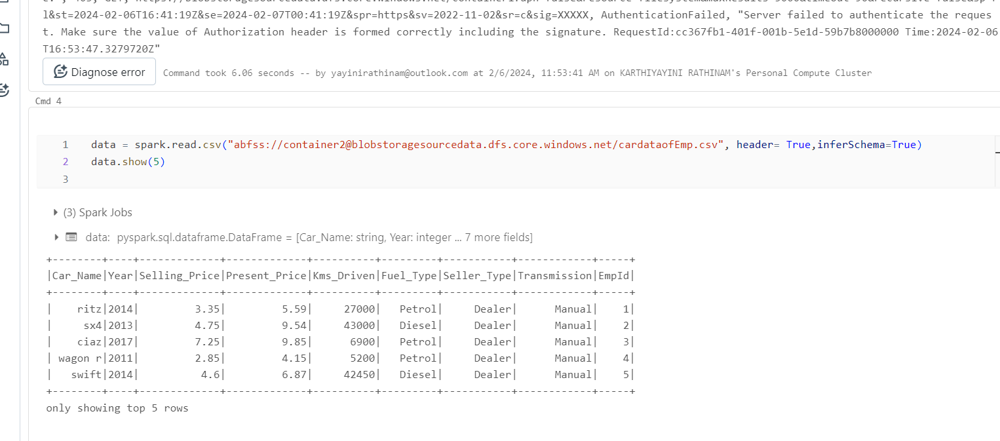 l&st=2024-02-06T16:41:19Z&se=2024-02-07T00:41:19Z&spr=https&sv=2022-11-02&sr=c&sig=XXXXX, AuthenticationFailed, "Server failed to authenticate the reques
t. Make sure the value of Authorization header is formed correctly including the signature. RequestId:cc367fb1-401f-001b-5e1d-59b7b8000000 Time:2024-02-06
T16:53:47.3279720Z"
Diagnose error Command took 6.06 seconds -- by yayinirathinam@outlook.com at 2/6/2024, 11:53:41 AM on KARTHIYAYINI RATHINAM's Personal Compute Cluster
Cmd 4
1 data = spark.read.csv("abfss://container2@blobstoragesourcedata.dfs.core.windows.net/cardataofEmp.csv", header= True,inferSchema=True)
2 data.show(5)
3
(3) Spark Jobs
data: pyspark.sql.dataframe.DataFrame = [Car_Name: string, Year: integer ... 7 more fields]
+--------+----+-------------+-------------+----------+---------+-----------+------------+-----+
|Car_Name|Year|Selling_Price|Present_Price|Kms_Driven|Fuel_Type|Seller_Type|Transmission|EmpId|
+--------+----+-------------+-------------+----------+---------+-----------+------------+-----+
|    ritz|2014|         3.35|         5.59|     27000|   Petrol|     Dealer|      Manual|    1|
|     sx4|2013|         4.75|         9.54|     43000|   Diesel|     Dealer|      Manual|    2|
|    ciaz|2017|         7.25|         9.85|      6900|   Petrol|     Dealer|      Manual|    3|
| wagon r|2011|         2.85|         4.15|      5200|   Petrol|     Dealer|      Manual|    4|
|   swift|2014|          4.6|         6.87|     42450|   Diesel|     Dealer|      Manual|    5|
+--------+----+-------------+-------------+----------+---------+-----------+------------+-----+
only showing top 5 rows